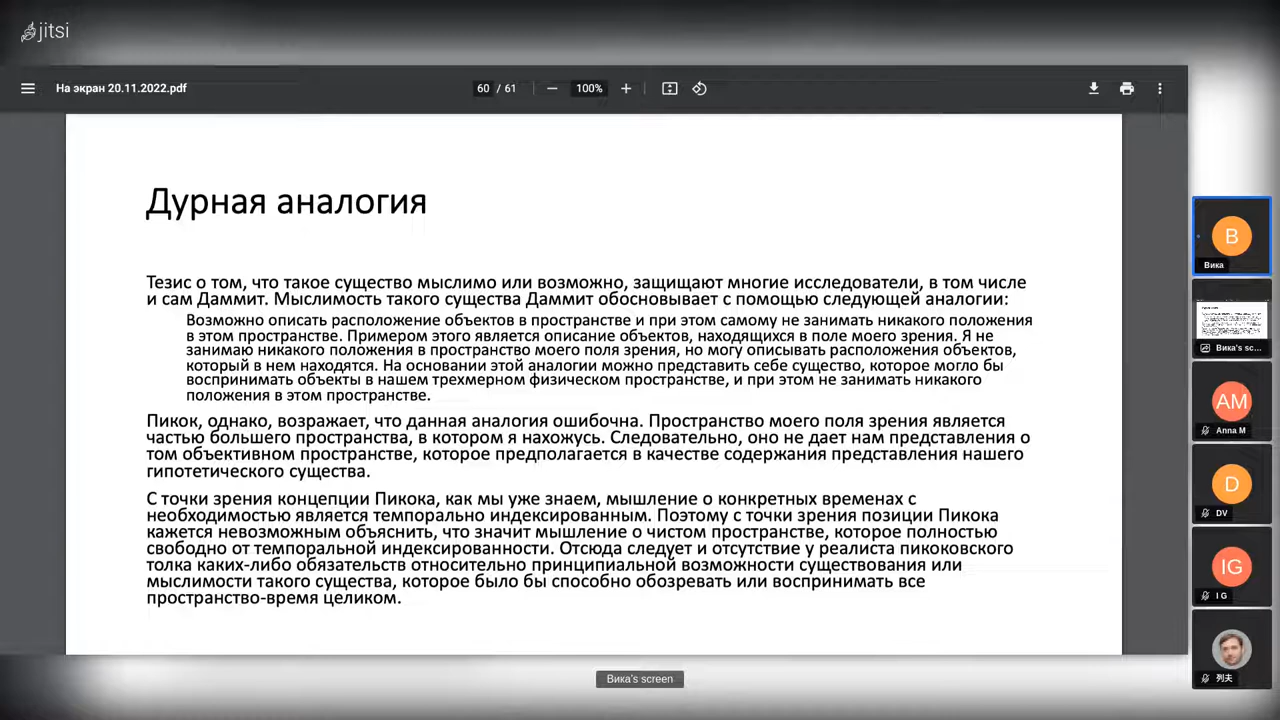 jitsi
На экран 20.11.2022.pdf
60 / 61
100%
Дурная аналогия
Тезис о том, что такое существо мыслимо или возможно, защищают многие исследователи, в том числе
и сам Даммит. Мыслимость такого существа Даммит обосновывает с помощью следующей аналогии:
Возможно описать расположение объектов в пространстве и при этом самому не занимать никакого положения
в этом пространстве. Примером этого является описание объектов, находящихся в поле моего зрения. Я не
занимаю никакого положения в пространство моего поля зрения, но могу описывать расположения объектов,
который в нем находятся. На основании этой аналогии можно представить себе существо, которое могло бы
воспринимать объекты в нашем трехмерном физическом пространстве, и при этом не занимать никакого
положения в этом пространстве.
Пикок, однако, возражает, что данная аналогия ошибочна. Пространство моего поля зрения является
частью большего пространства, в котором я нахожусь. Следовательно, оно не дает нам представления о
том объективном пространстве, которое предполагается в качестве содержания представления нашего
гипотетического существа.
С точки зрения концепции Пикока, как мы уже знаем, мышление о конкретных временах с
необходимостью является темпорально индексированным. Поэтому с точки зрения позиции Пикока
кажется невозможным объяснить, что значит мышление о чистом пространстве, которое полностью
свободно от темпоральной индексированности. Отсюда следует и отсутствие у реалиста пикоковского
толка каких-либо обязательств относительно принципиальной возможности существования или
мыслимости такого существа, которое было бы способно обозревать или воспринимать все
пространство-время целиком.
В
Вика
Вика's sc...
AM
Anna M
D
DV
IG
I G
列夫
Вика's screen